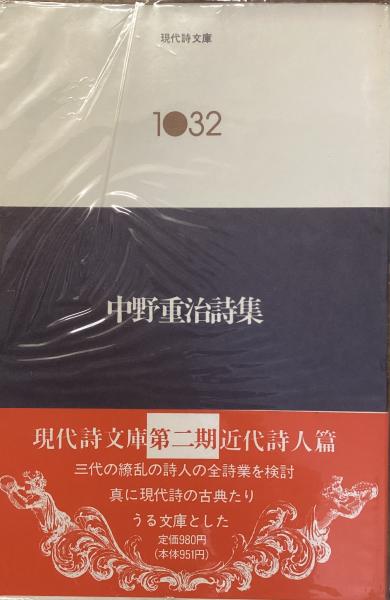 現代詩文庫
1●32
中野重治詩集
現代詩文庫第二期近代詩人篇
三代の繚乱の詩人の全詩業を検討
真に現代詩の古典たり
うる文庫とした
定価980円
(本体951円)